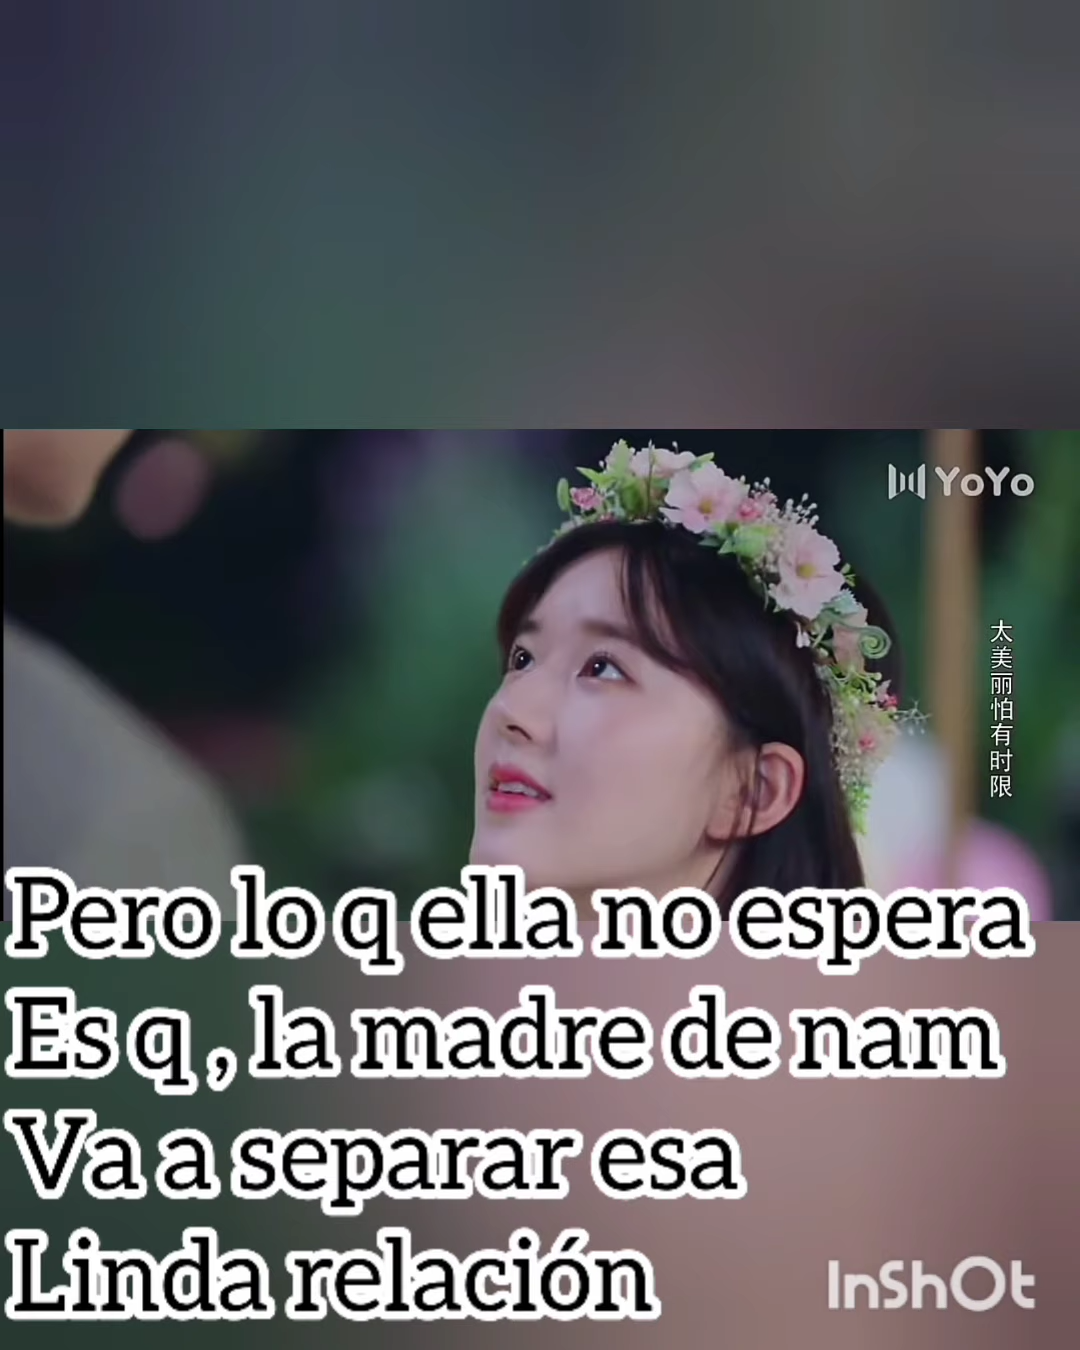 YoYo
太美丽怕有时限
Pero lo q ella no espera
Es q , la madre de nam
Va a separar esa
Linda relación
InShOt